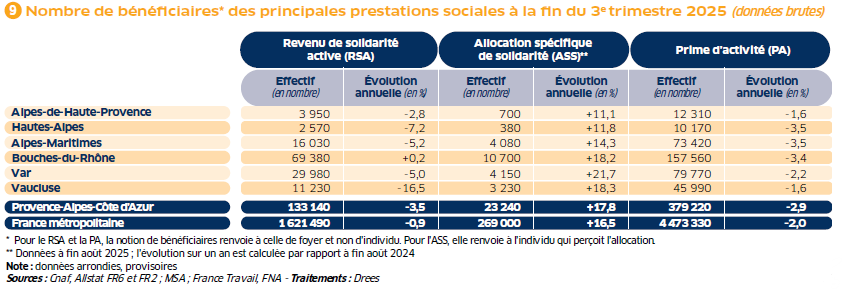 9 Nombre de bénéficiaires* des principales prestations sociales à la fin du 3e trimestre 2025 (données brutes)
Revenu de solidarité active (RSA) Allocation spécifique de solidarité (ASS)** Prime d'activité (PA)
Effectif (en nombre) Évolution annuelle (en %) Effectif (en nombre) Évolution annuelle (en %) Effectif (en nombre) Évolution annuelle (en %)
Alpes-de-Haute-Provence 3 950 -2,8 700 +11,1 12 310 -1,6
Hautes-Alpes 2 570 -7,2 380 +11,8 10 170 -3,5
Alpes-Maritimes 16 030 -5,2 4 080 +14,3 73 420 -3,5
Bouches-du-Rhône 69 380 +0,2 10 700 +18,2 157 560 -3,4
Var 29 980 -5,0 4 150 +21,7 79 770 -2,2
Vaucluse 11 230 -16,5 3 230 +18,3 45 990 -1,6
Provence-Alpes-Côte d'Azur 133 140 -3,5 23 240 +17,8 379 220 -2,9
France métropolitaine 1 621 490 -0,9 269 000 +16,5 4 473 330 -2,0
* Pour le RSA et la PA, la notion de bénéficiaires renvoie à celle de foyer et non d'individu. Pour l'ASS, elle renvoie à l'individu qui perçoit l'allocation.
** Données à fin août 2025 ; l'évolution sur un an est calculée par rapport à fin août 2024
Note : données arrondies, provisoires
Sources : Cnaf, Allstat FR6 et FR2 ; MSA ; France Travail, FNA - Traitements : Drees